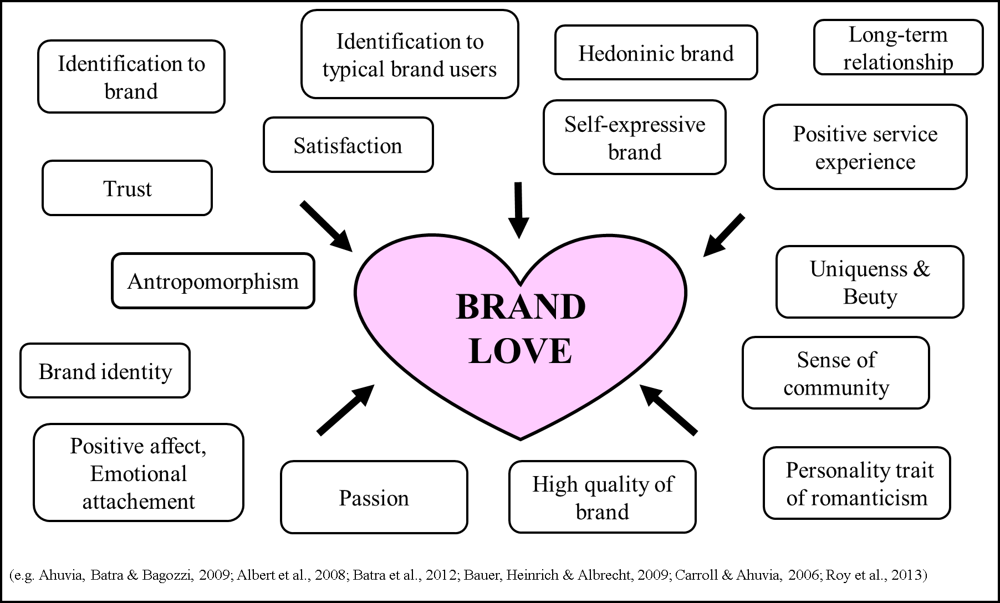 Identification to
brand
Identification to
typical brand users
Hedoninic brand
Long-term
relationship
Satisfaction
Self-expressive
brand
Positive service
experience
Trust
Antropomorphism
BRAND
LOVE
Uniquenss &
Beuty
Brand identity
Sense of
community
Positive affect,
Emotional
attachement
Passion
High quality of
brand
Personality trait
of romanticism
(e.g. Ahuvia, Batra & Bagozzi, 2009; Albert et al., 2008; Batra et al., 2012; Bauer, Heinrich & Albrecht, 2009; Carroll & Ahuvia, 2006; Roy et al., 2013)